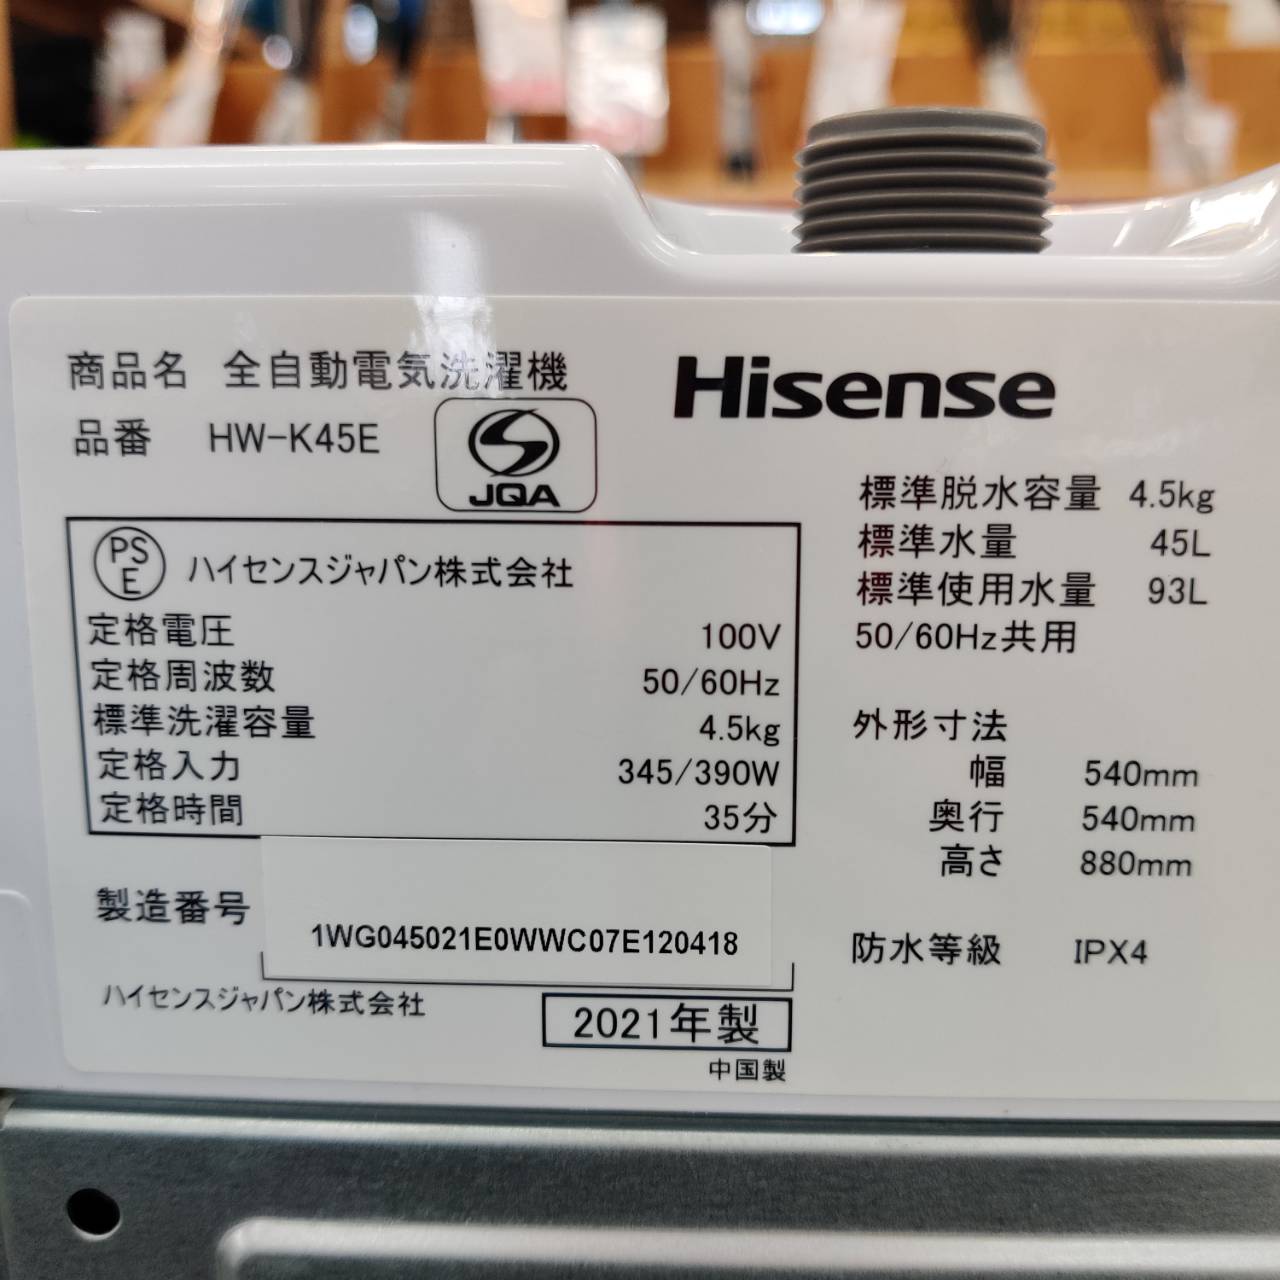 商品名 全自動電気洗濯機
品番 HW-K45E
JQA
Hisense
PS
E
ハイセンスジャパン株式会社
定格電圧 100V
定格周波数 50/60Hz
標準洗濯容量 4.5kg
定格入力 345/390W
定格時間 35分
製造番号 1WG045021E0WWC07E120418
ハイセンスジャパン株式会社
2021年製
中国製
標準脱水容量 4.5kg
標準水量 45L
標準使用水量 93L
50/60Hz共用
外形寸法
幅 540mm
奥行 540mm
高さ 880mm
防水等級 IPX4